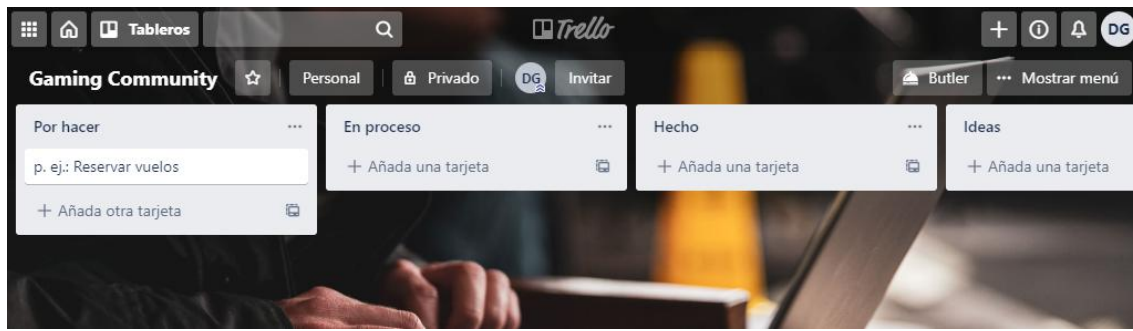 Tableros
Trello
DG
Gaming Community
Personal
Privado
DG
Invitar
Butler
Mostrar menú
Por hacer
En proceso
Hecho
Ideas
p. ej.: Reservar vuelos
Añada una tarjeta
Añada una tarjeta
Añada una tarjeta
Añada otra tarjeta